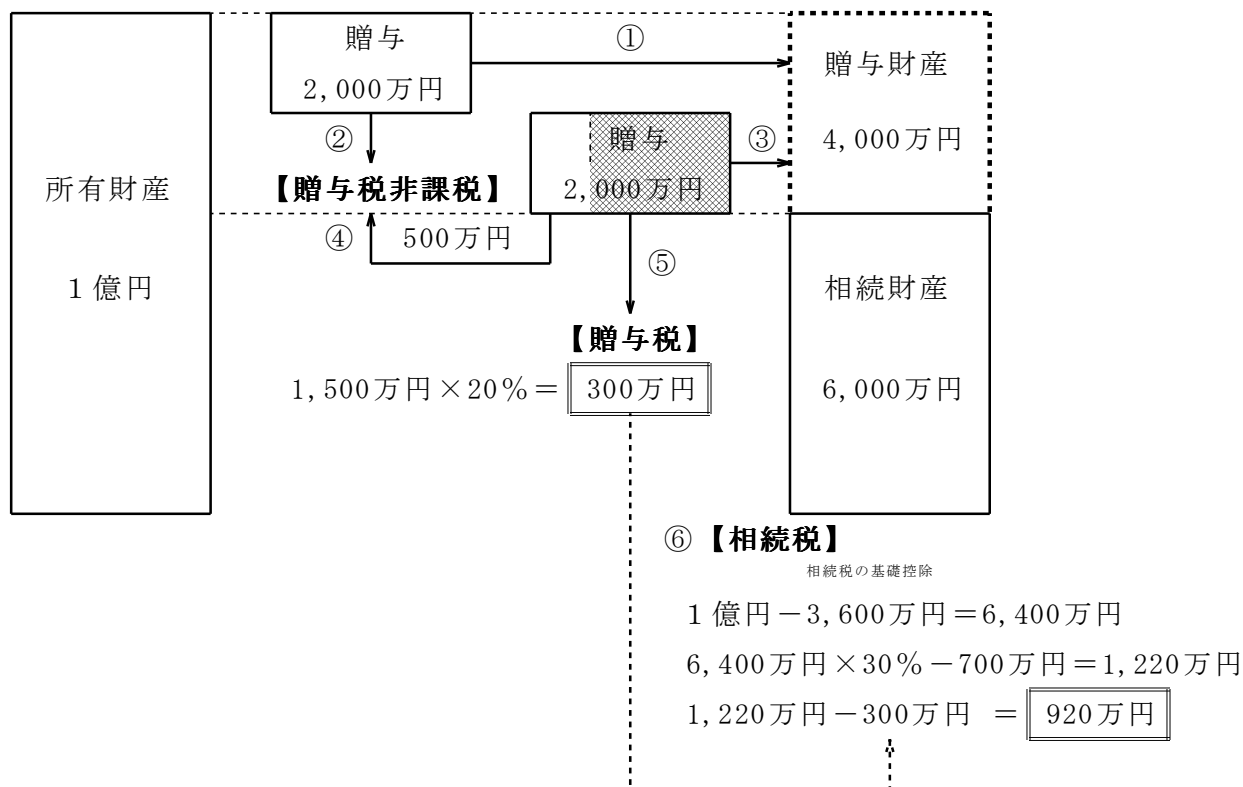 所有財産
1億円
贈与
2,000万円
①
②
【贈与税非課税】
贈与
2,000万円
③
④
500万円
⑤
【贈与税】
1,500万円×20%=300万円
贈与財産
4,000万円
相続財産
6,000万円
⑥【相続税】
相続税の基礎控除
1億円-3,600万円=6,400万円
6,400万円×30%-700万円=1,220万円
1,220万円-300万円 = 920万円